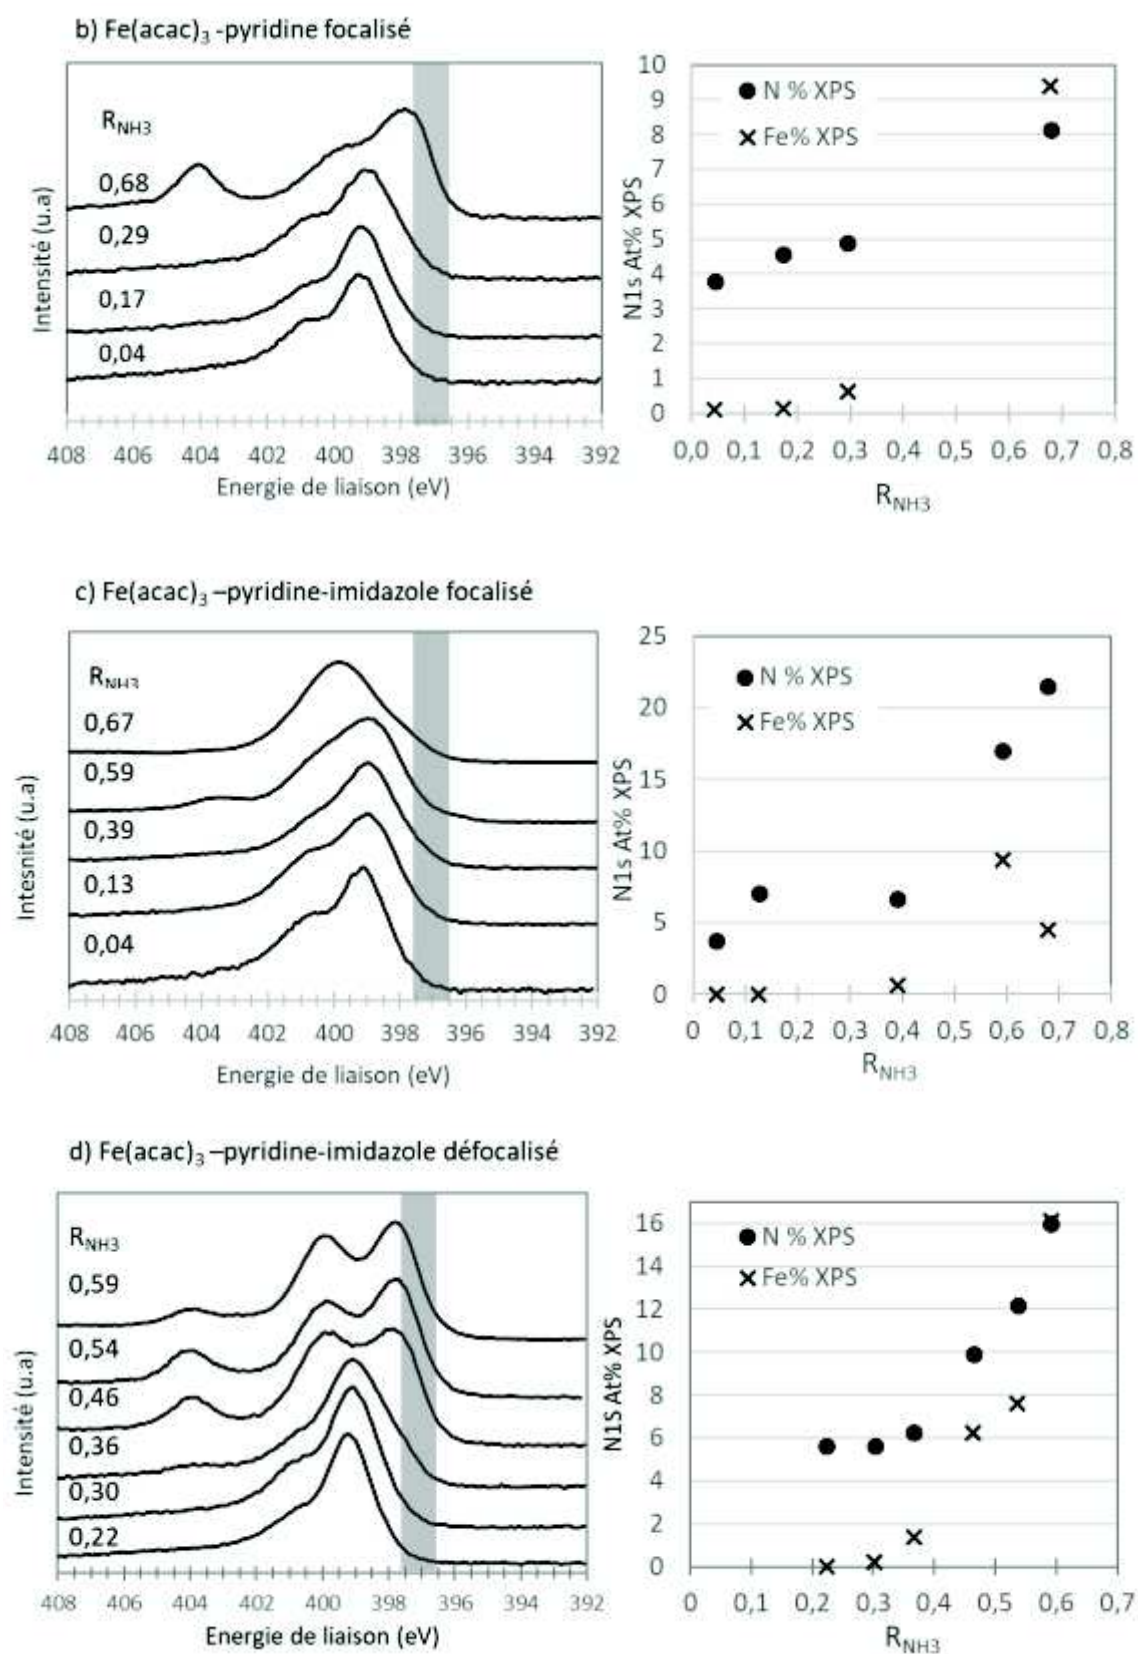 b) Fe(acac)3 -pyridine focalisé
RNH3
0,68
0,29
0,17
0,04
Intensité (u.a)
408 406 404 402 400 398 396 394 392
Energie de liaison (eV)
N % XPS
Fe% XPS
N1s At% XPS
10
9
8
7
6
5
4
3
2
1
0
0,0 0,1 0,2 0,3 0,4 0,5 0,6 0,7 0,8
RNH3
c) Fe(acac)3 –pyridine-imidazole focalisé
RNH3
0,67
0,59
0,39
0,13
0,04
Intesnité (u.a)
408 406 404 402 400 398 396 394 392
Energie de liaison (eV)
N % XPS
Fe% XPS
N1s At% XPS
25
20
15
10
5
0
0 0,1 0,2 0,3 0,4 0,5 0,6 0,7 0,8
RNH3
d) Fe(acac)3 –pyridine-imidazole défocalisé
RNH3
0,59
0,54
0,46
0,36
0,30
0,22
Intensité (u.a)
408 406 404 402 400 398 396 394 392
Energie de liaison (eV)
N % XPS
Fe% XPS
N1S At% XPS
16
14
12
10
8
6
4
2
0
0 0,1 0,2 0,3 0,4 0,5 0,6 0,7
RNH3